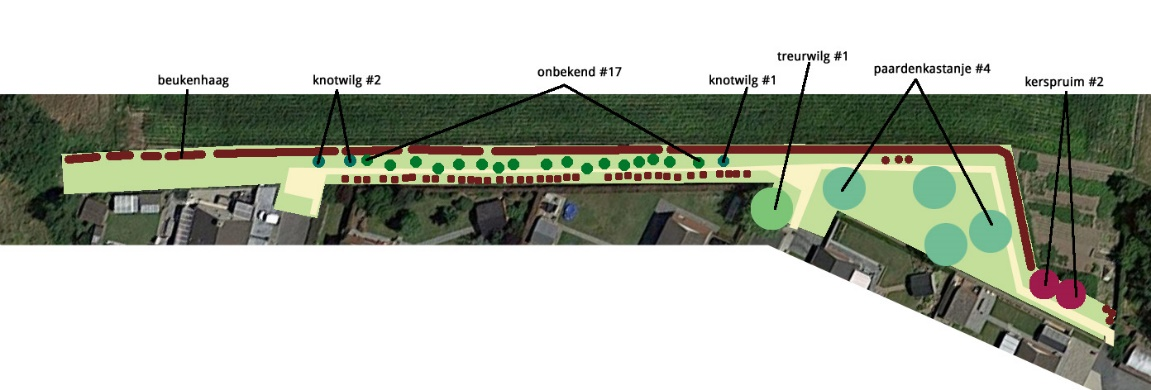 beukenhaag
knotwilg #2
onbekend #17
knotwilg #1
treurwilg #1
paardenkastanje #4
kerspruim #2